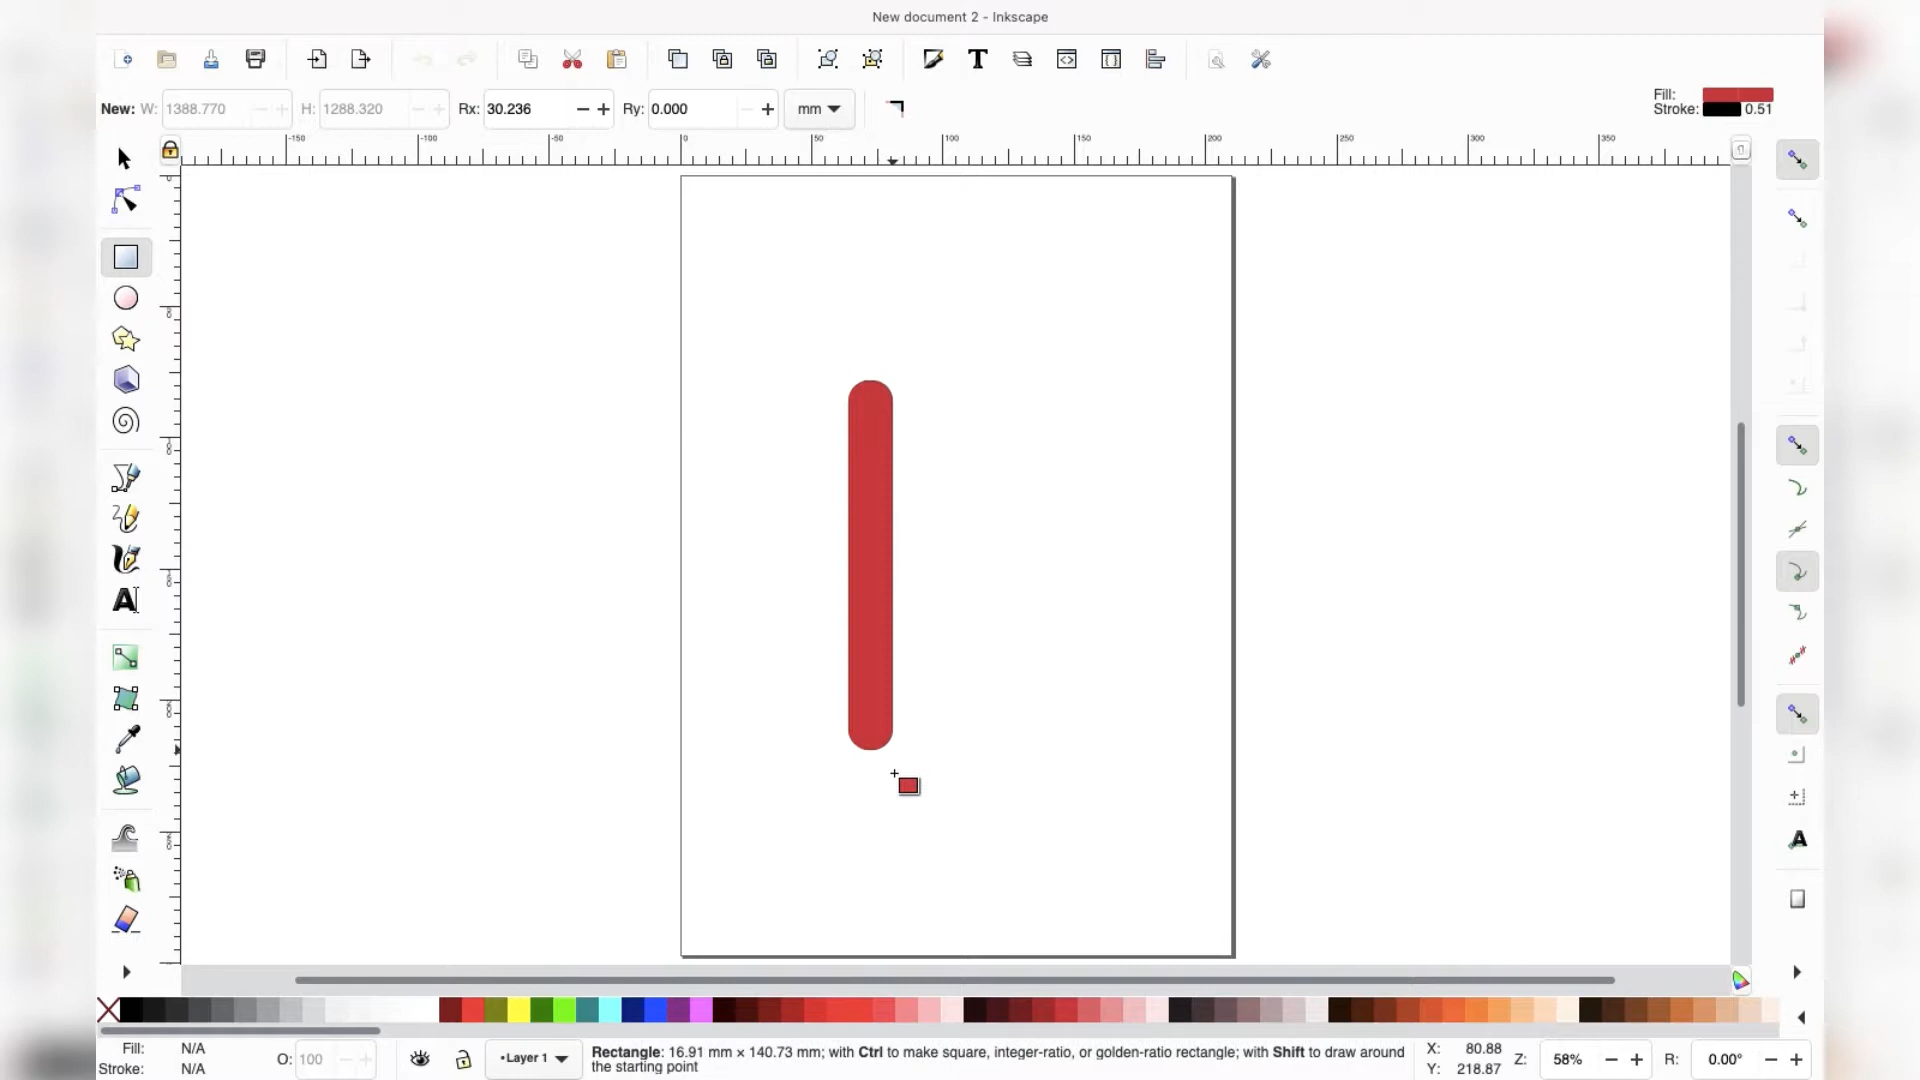 New document 2 - Inkscape
New: W: 1388.770 H: 1288.320 Rx: 30.236 Ry: 0.000 mm
Fill:
Stroke: 0.51
-150 -100 -50 0 50 100 150 200 250 300 350
Fill: N/A
Stroke: N/A
O: 100
•Layer 1
Rectangle: 16.91 mm × 140.73 mm; with Ctrl to make square, integer-ratio, or golden-ratio rectangle; with Shift to draw around
the starting point
X: 80.88
Y: 218.87
Z: 58%
R: 0.00°